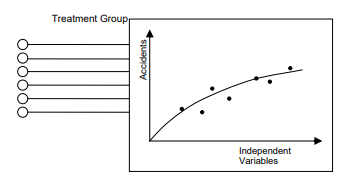 Treatment Group
Accidents
Independent
Variables